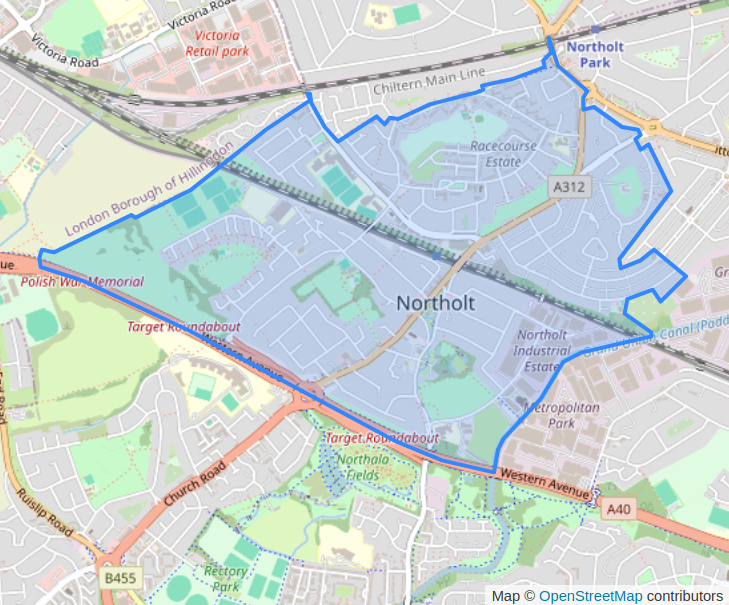 Victoria Road
Victoria Road
Victoria
Retail park
Northolt
Park
Chiltern Main Line
London Borough of Hillingdon
Racecourse
Estate
A312
Polish War Memorial
Target Roundabout
Northolt
Western Avenue
Northolt
Industrial
Estate
Grand Union Canal (Padd
Metropolitan
Park
Target Roundabout
Northala
Fields
Western Avenue
A40
Church Road
Ruislip Road
Rectory
Park
B455
Map © OpenStreetMap contributors